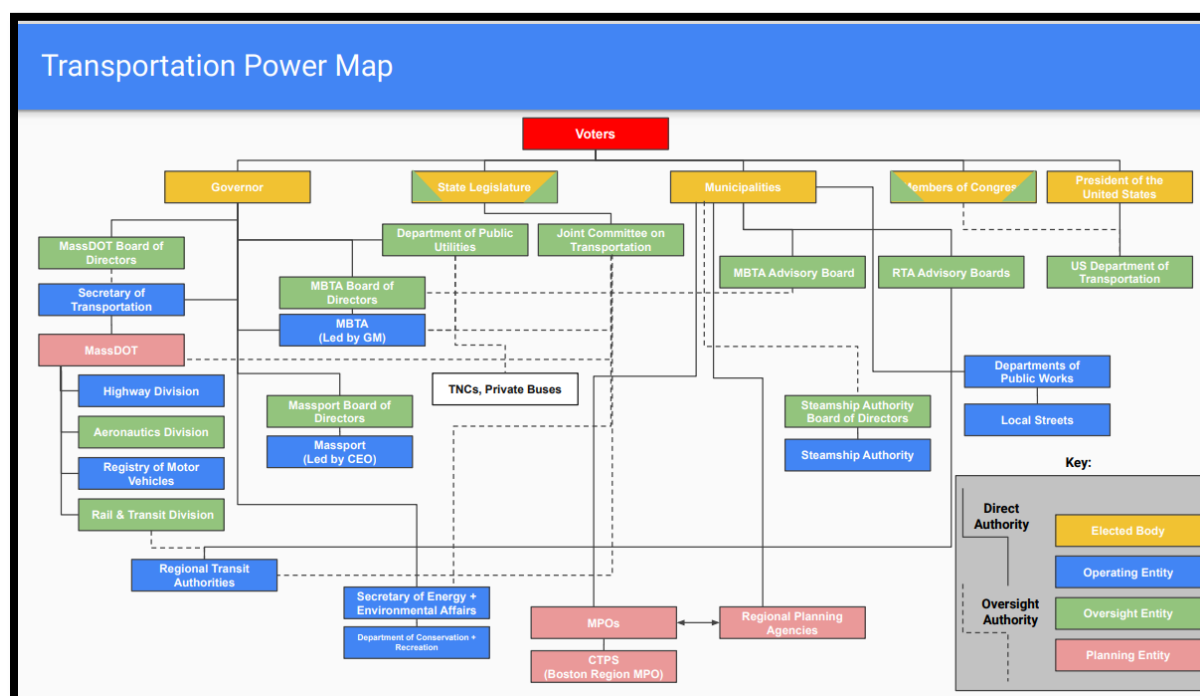 Transportation Power Map
Voters
Governor
State Legislature
Municipalities
Members of Congress
President of the
United States
MassDOT Board of
Directors
Department of Public
Utilities
Joint Committee on
Transportation
MBTA Advisory Board
RTA Advisory Boards
US Department of
Transportation
Secretary of
Transportation
MBTA Board of
Directors
MBTA
(Led by GM)
MassDOT
Highway Division
Aeronautics Division
Registry of Motor
Vehicles
Rail & Transit Division
TNCs, Private Buses
Massport Board of
Directors
Massport
(Led by CEO)
Steamship Authority
Board of Directors
Steamship Authority
Departments of
Public Works
Local Streets
Regional Transit
Authorities
Secretary of Energy +
Environmental Affairs
Department of Conservation +
Recreation
MPOs
CTPS
(Boston Region MPO)
Regional Planning
Agencies
Key:
Direct
Authority
Oversight
Authority
Elected Body
Operating Entity
Oversight Entity
Planning Entity